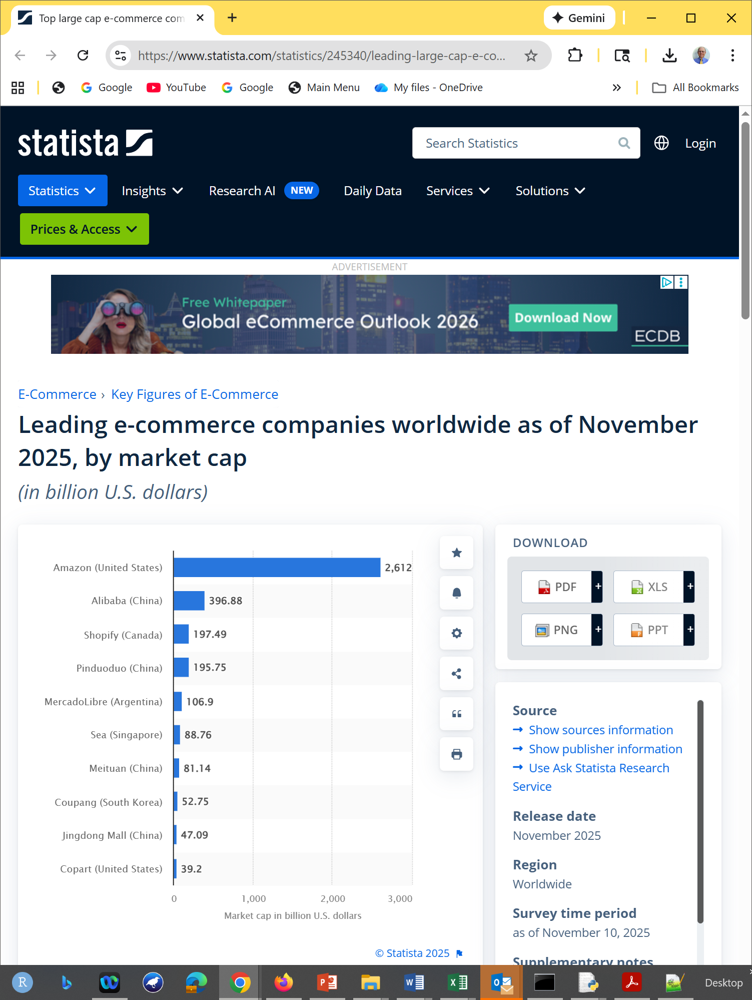 Top large cap e-commerce com
Gemini
https://www.statista.com/statistics/245340/leading-large-cap-e-co...
Google
YouTube
Google
Main Menu
My files - OneDrive
All Bookmarks
statista
Search Statistics
Login
Statistics
Insights
Research AI
NEW
Daily Data
Services
Solutions
Prices & Access
ADVERTISEMENT
Free Whitepaper
Global eCommerce Outlook 2026
Download Now
ECDB
E-Commerce › Key Figures of E-Commerce
Leading e-commerce companies worldwide as of November
2025, by market cap
(in billion U.S. dollars)
Amazon (United States) 2,612
Alibaba (China) 396.88
Shopify (Canada) 197.49
Pinduoduo (China) 195.75
MercadoLibre (Argentina) 106.9
Sea (Singapore) 88.76
Meituan (China) 81.14
Coupang (South Korea) 52.75
Jingdong Mall (China) 47.09
Copart (United States) 39.2
0 1,000 2,000 3,000
Market cap in billion U.S. dollars
© Statista 2025
DOWNLOAD
PDF +
XLS +
PNG +
PPT +
Source
➞ Show sources information
➞ Show publisher information
➞ Use Ask Statista Research
Service
Release date
November 2025
Region
Worldwide
Survey time period
as of November 10, 2025
Supplementary notes
Desktop